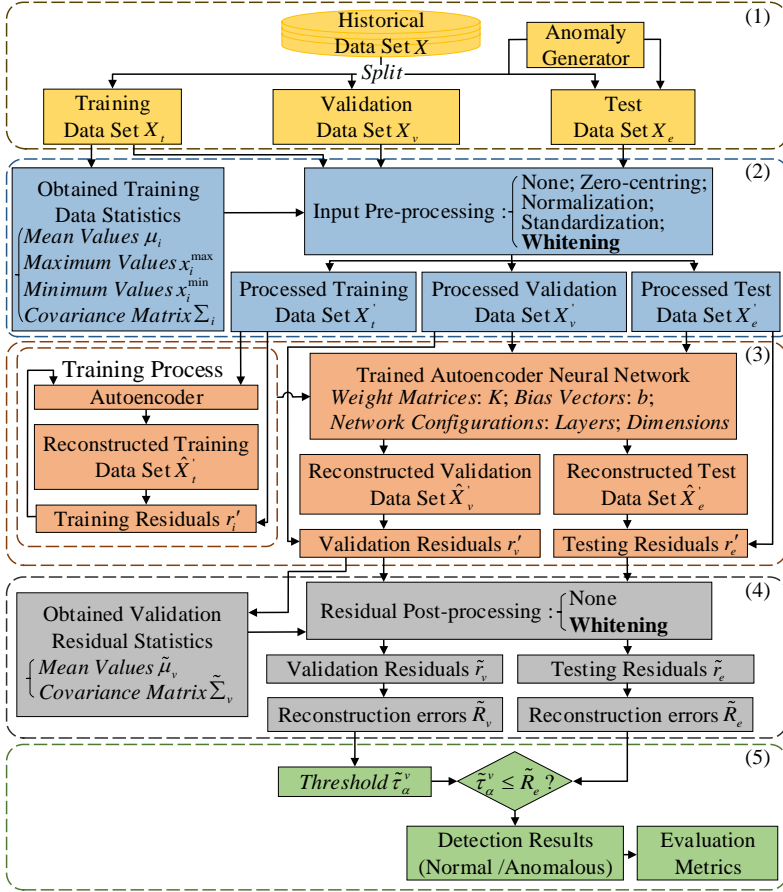 (1)
Historical
Data Set X
Anomaly
Generator
Split
Training
Data Set X_t
Validation
Data Set X_v
Test
Data Set X_e
(2)
Obtained Training
Data Statistics
Mean Values μ_i
Maximum Values x_i^max
Minimum Values x_i^min
Covariance Matrix Σ_i
Input Pre-processing :
None; Zero-centring;
Normalization;
Standardization;
Whitening
Processed Training
Data Set X_t'
Processed Validation
Data Set X_v'
Processed Test
Data Set X_e'
(3)
Training Process
Autoencoder
Reconstructed Training
Data Set X̂_t'
Training Residuals r_i′
Trained Autoencoder Neural Network
Weight Matrices: K; Bias Vectors: b;
Network Configurations: Layers; Dimensions
Reconstructed Validation
Data Set X̂_v'
Reconstructed Test
Data Set X̂_e'
Validation Residuals r_v′
Testing Residuals r_e′
(4)
Obtained Validation
Residual Statistics
Mean Values μ̃_v
Covariance Matrix Σ̃_v
Residual Post-processing :
None
Whitening
Validation Residuals r̃_v
Testing Residuals r̃_e
Reconstruction errors R̃_v
Reconstruction errors R̃_e
(5)
Threshold τ̃_α^v
τ̃_α^v ≤ R̃_e ?
Detection Results
(Normal /Anomalous)
Evaluation
Metrics